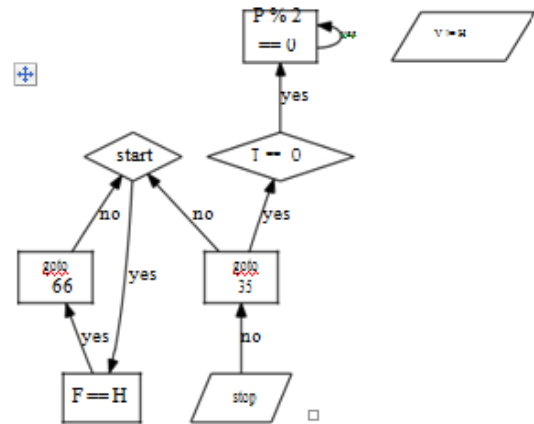 P % 2
== 0
yes
start
T == 0
no
no
yes
yes
goto
66
goto
35
yes
no
F == H
stop